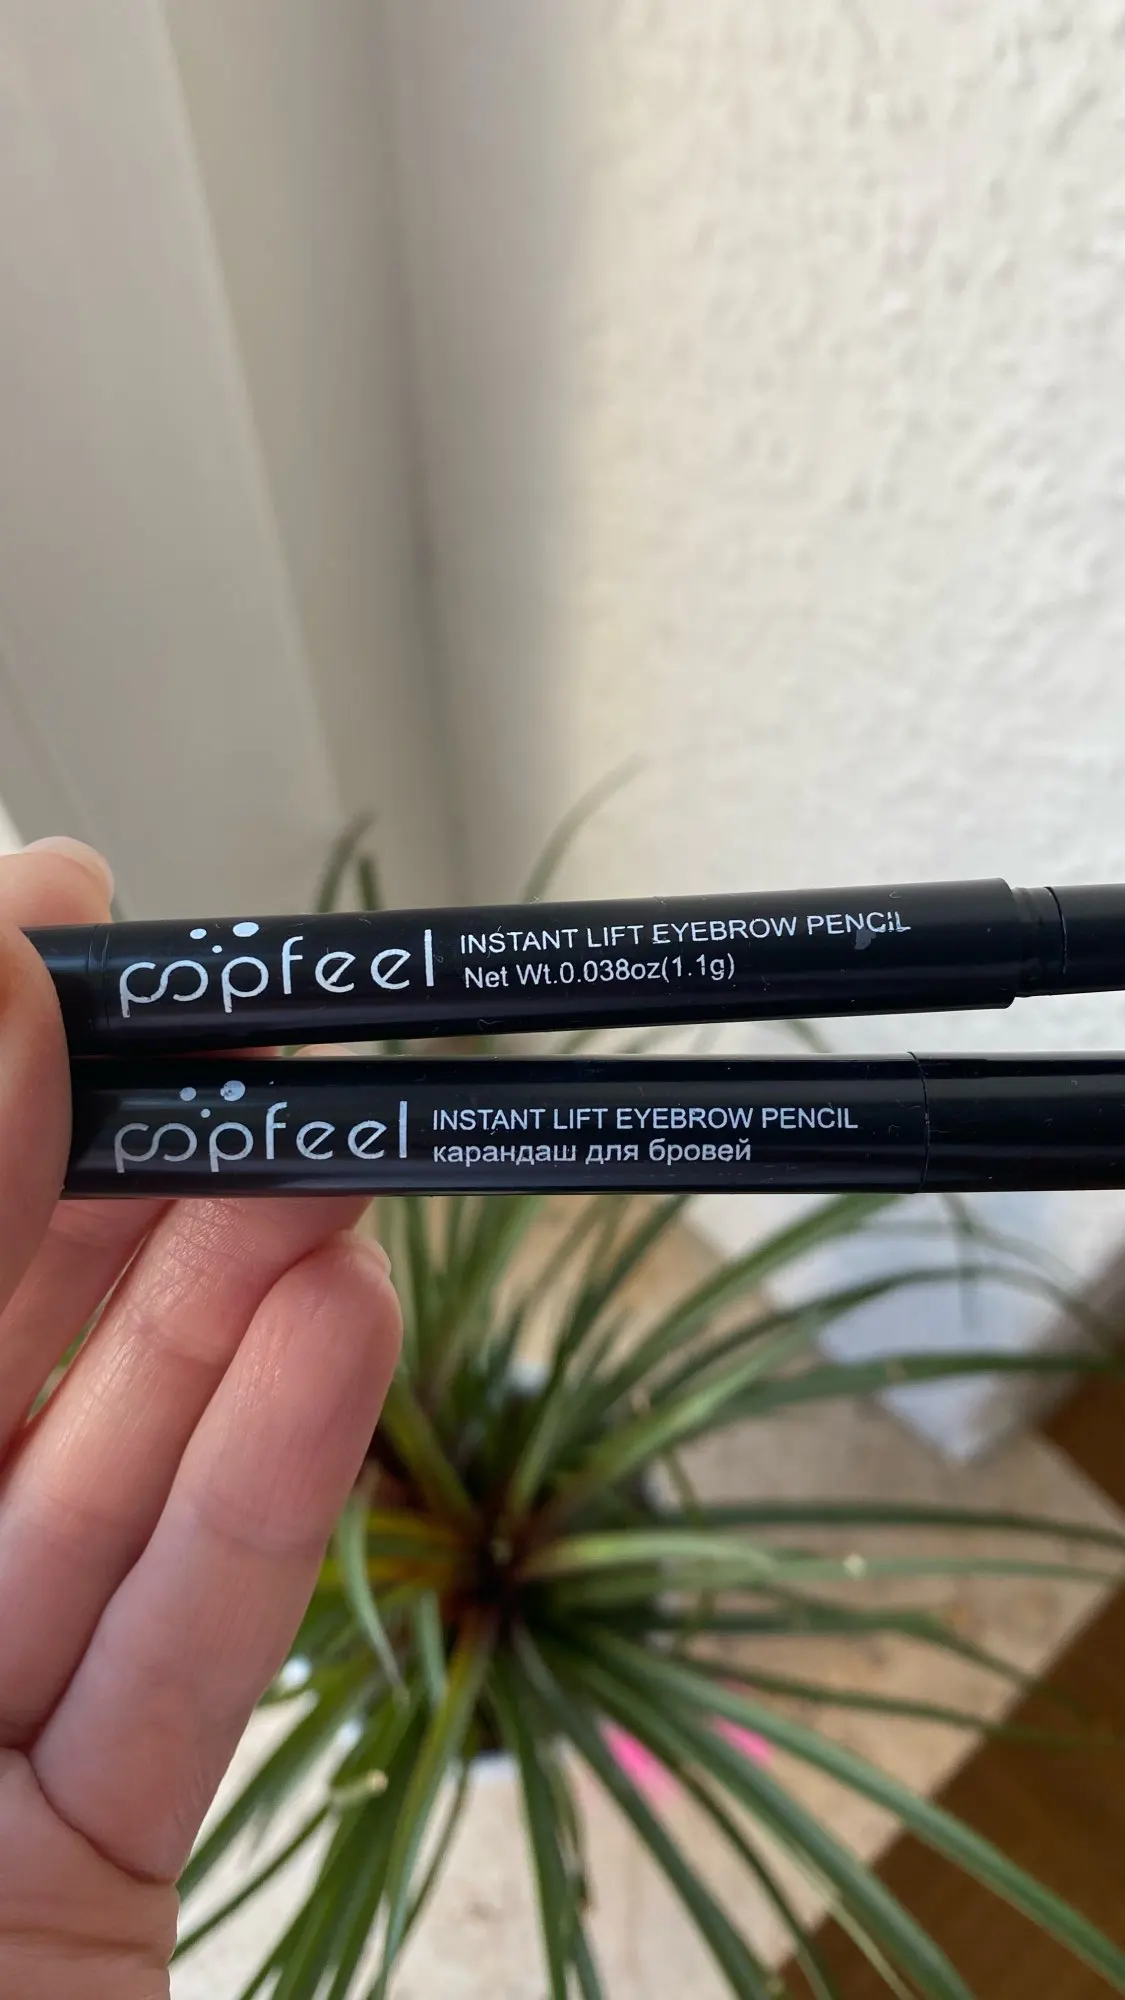 popfeel INSTANT LIFT EYEBROW PENCIL
Net Wt.0.038oz(1.1g)
popfeel INSTANT LIFT EYEBROW PENCIL
карандаш для бровей